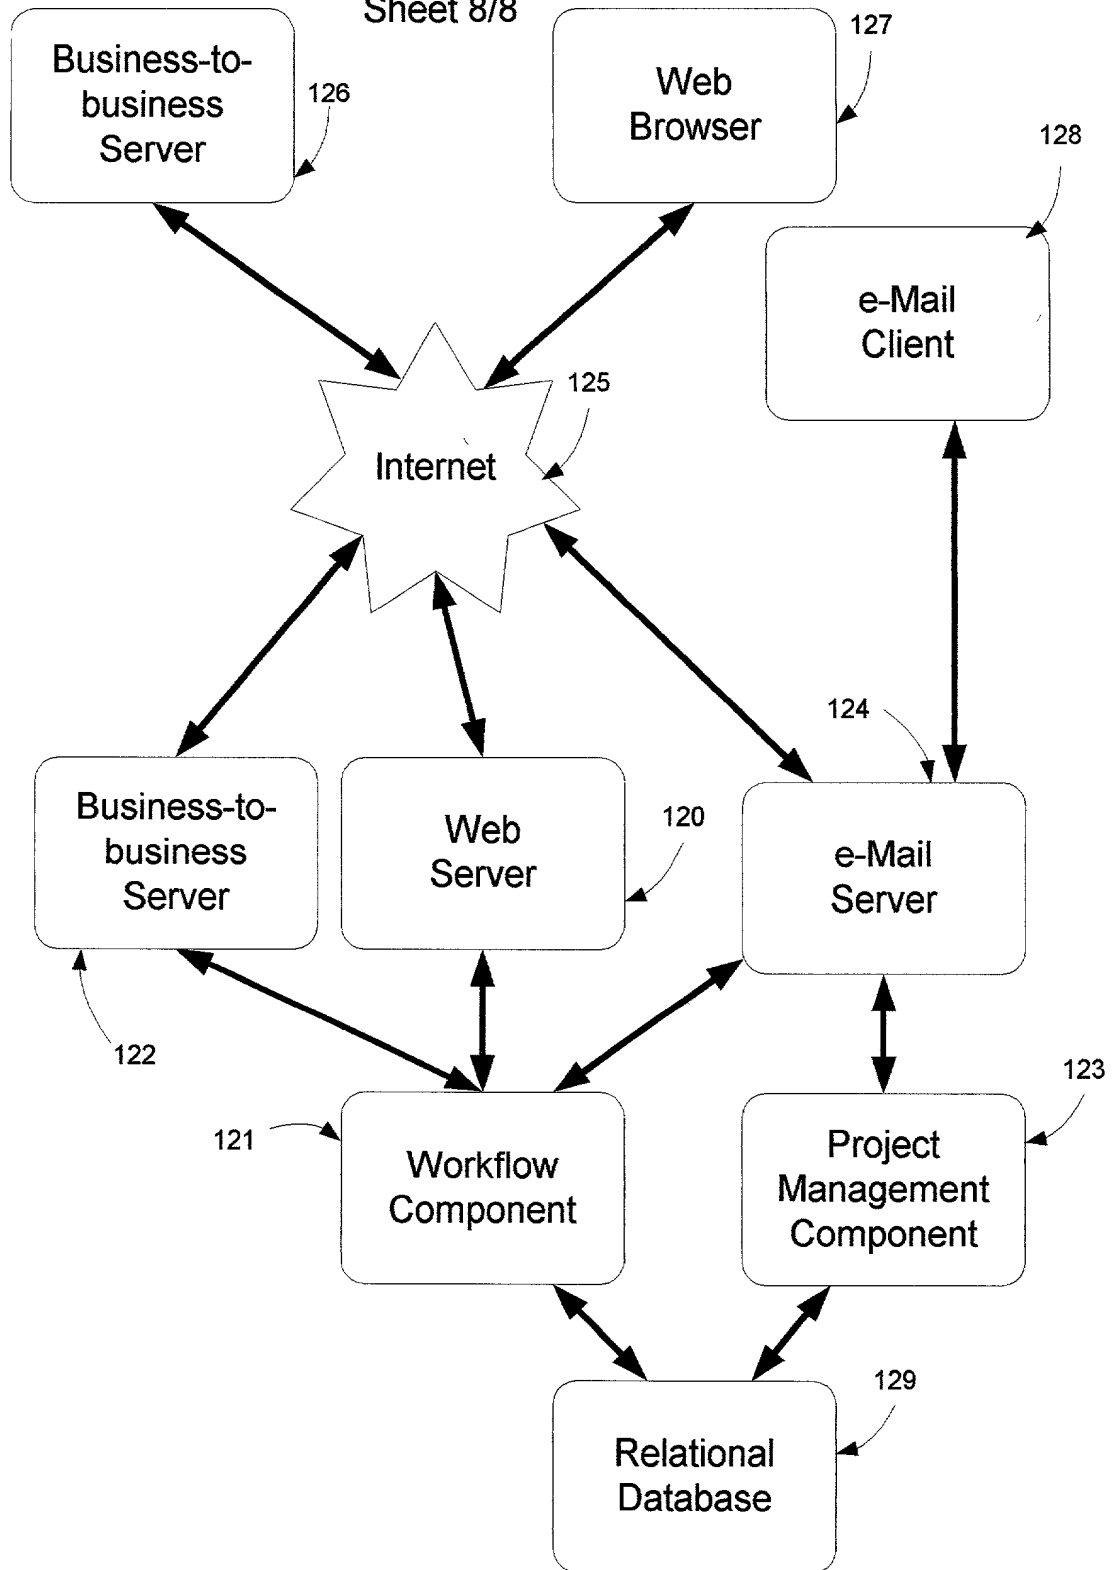 Sheet 8/8
Business-to-
business
Server
126
Web
Browser
127
128
e-Mail
Client
125
Internet
124
Business-to-
business
Server
Web
Server
120
e-Mail
Server
122
123
121
Workflow
Component
Project
Management
Component
129
Relational
Database